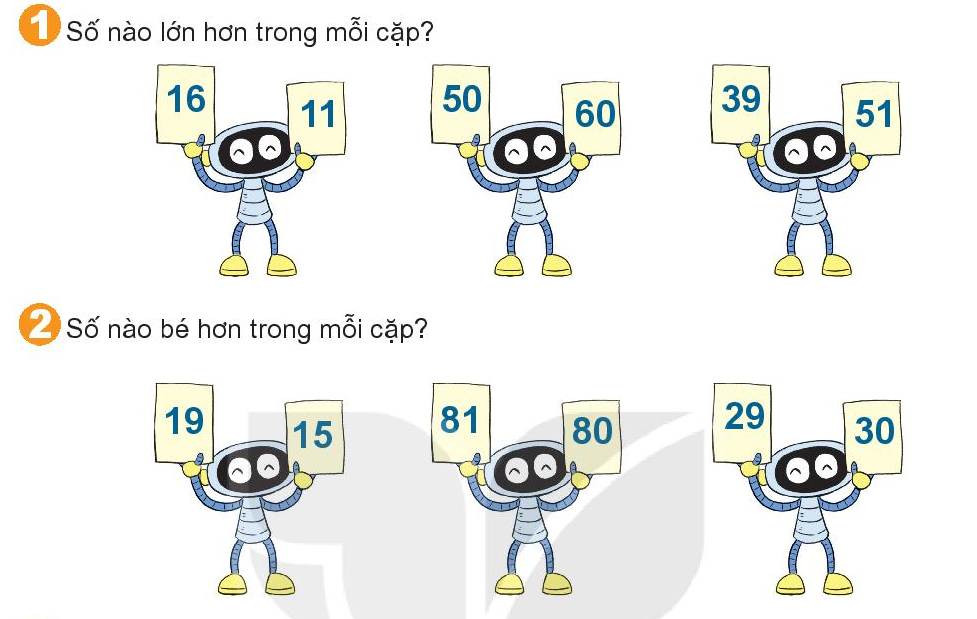 1 Số nào lớn hơn trong mỗi cặp?
16 11 50 60 39 51
2 Số nào bé hơn trong mỗi cặp?
19 15 81 80 29 30